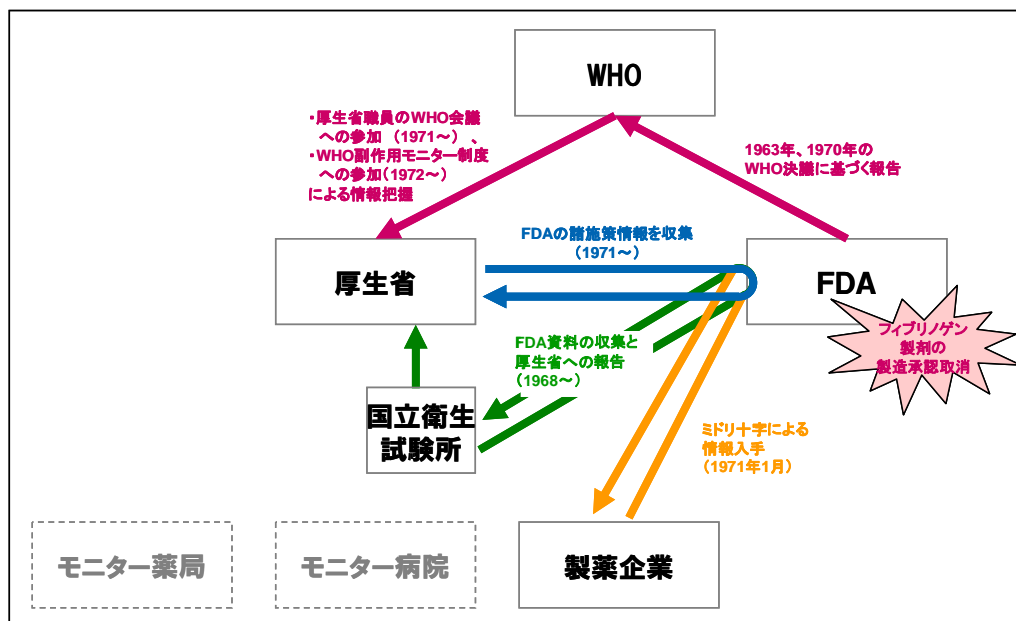 WHO
・厚生省職員のWHO会議
への参加 （1971～） 、
・WHO副作用モニター制度
への参加（1972～）
による情報把握
1963年、1970年の
WHO決議に基づく報告
FDAの諸施策情報を収集
（1971～）
厚生省
FDA
フィブリノゲン
製剤の
製造承認取消
FDA資料の収集と
厚生省への報告
（1968～）
国立衛生
試験所
ミドリ十字による
情報入手
（1971年1月）
モニター薬局
モニター病院
製薬企業